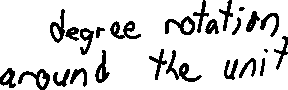 degree rotation,
around the unit